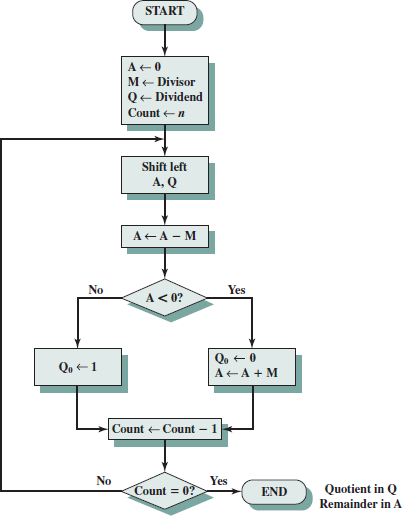 START
A ← 0
M ← Divisor
Q ← Dividend
Count ← n
Shift left
A, Q
A ← A − M
No
A < 0?
Yes
Q₀ ← 1
Q₀ ← 0
A ← A + M
Count ← Count − 1
No
Count = 0?
Yes
END
Quotient in Q
Remainder in A